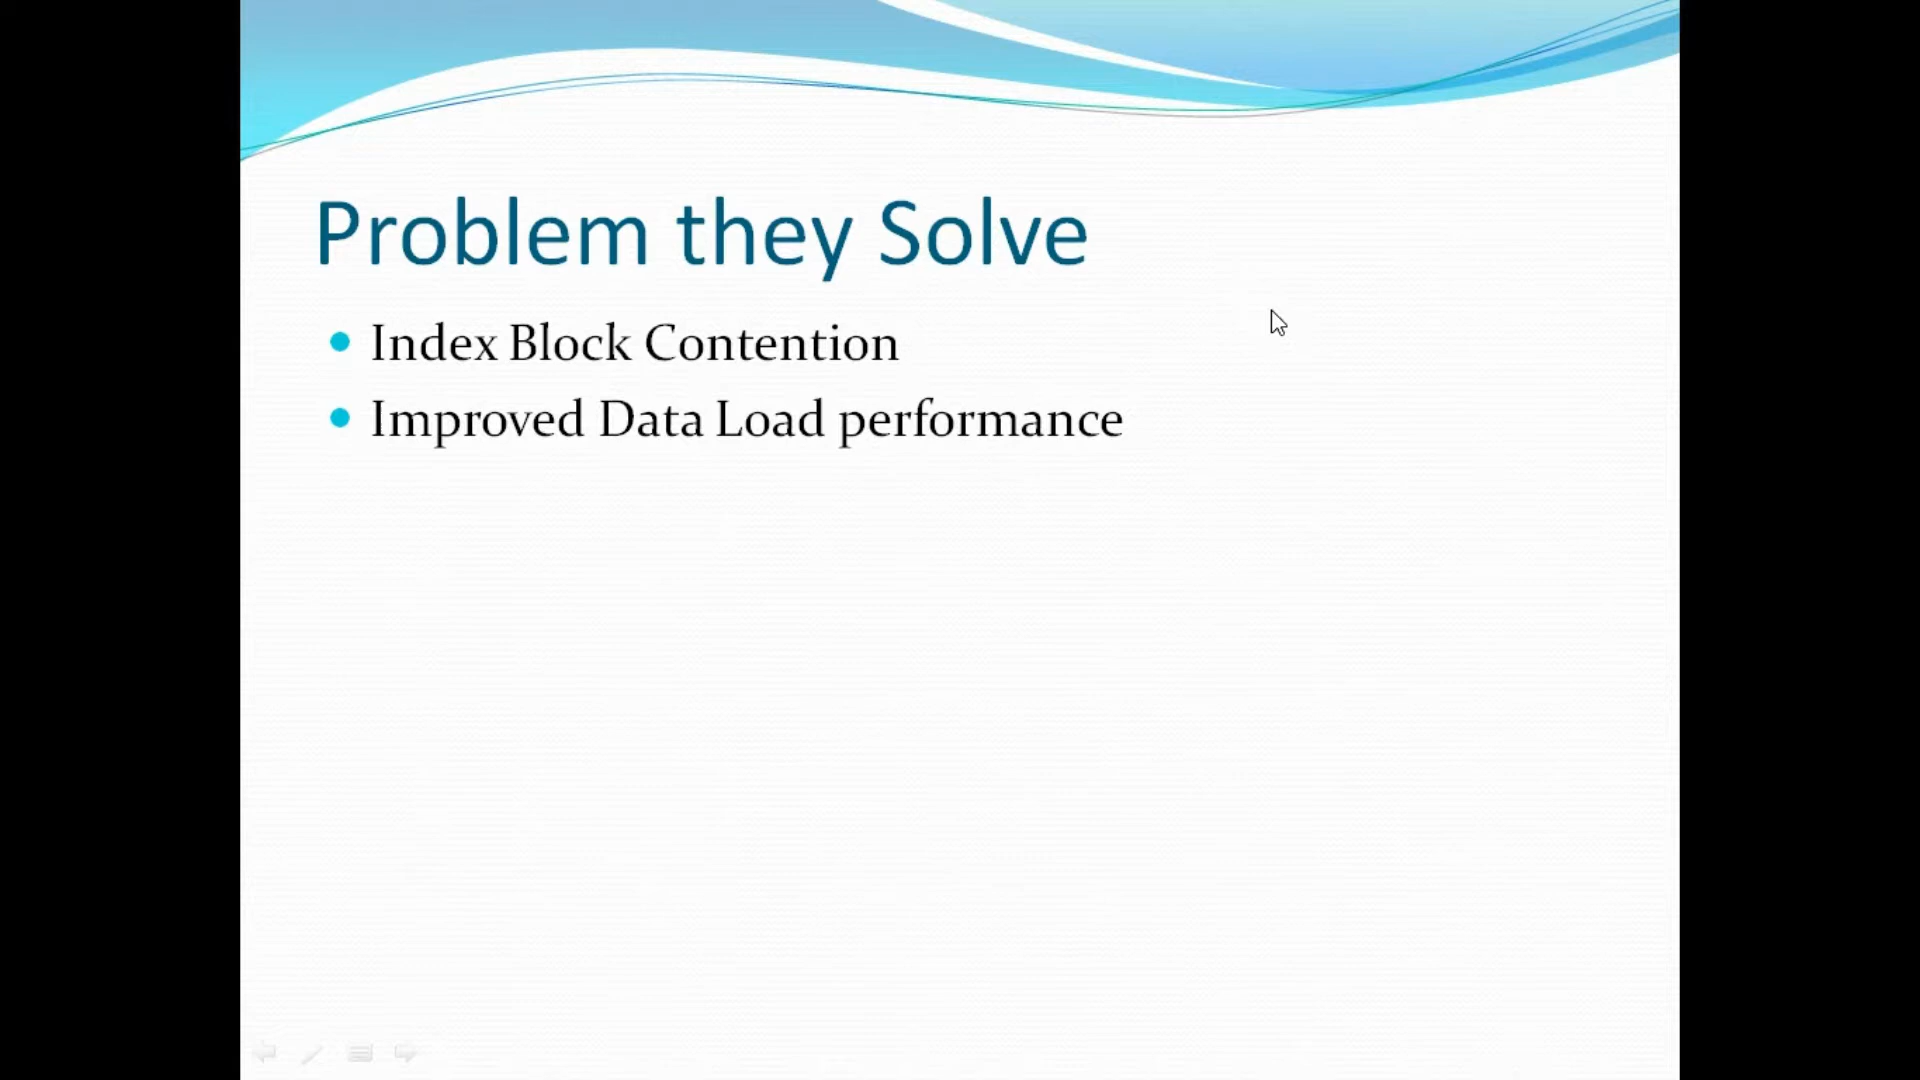 Problem they Solve
Index Block Contention
Improved Data Load performance